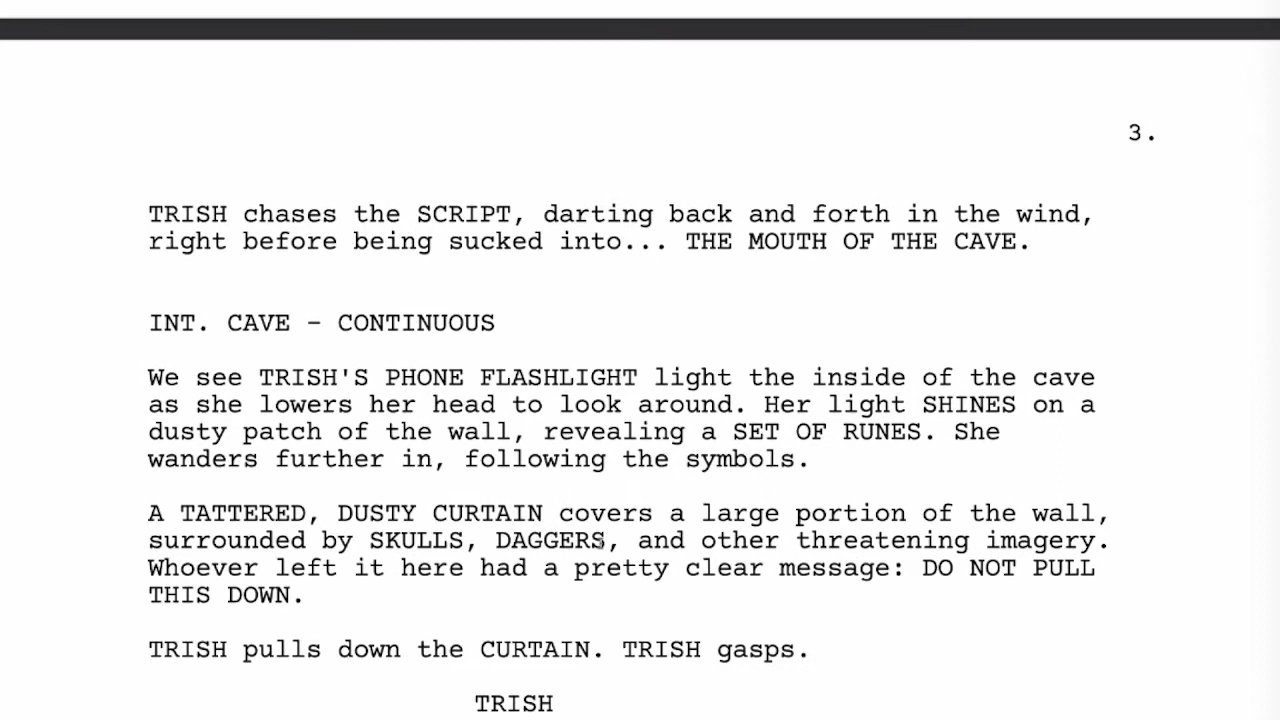 3.
TRISH chases the SCRIPT, darting back and forth in the wind,
right before being sucked into... THE MOUTH OF THE CAVE.
INT. CAVE - CONTINUOUS
We see TRISH'S PHONE FLASHLIGHT light the inside of the cave
as she lowers her head to look around. Her light SHINES on a
dusty patch of the wall, revealing a SET OF RUNES. She
wanders further in, following the symbols.
A TATTERED, DUSTY CURTAIN covers a large portion of the wall,
surrounded by SKULLS, DAGGERS, and other threatening imagery.
Whoever left it here had a pretty clear message: DO NOT PULL
THIS DOWN.
TRISH pulls down the CURTAIN. TRISH gasps.
TRISH